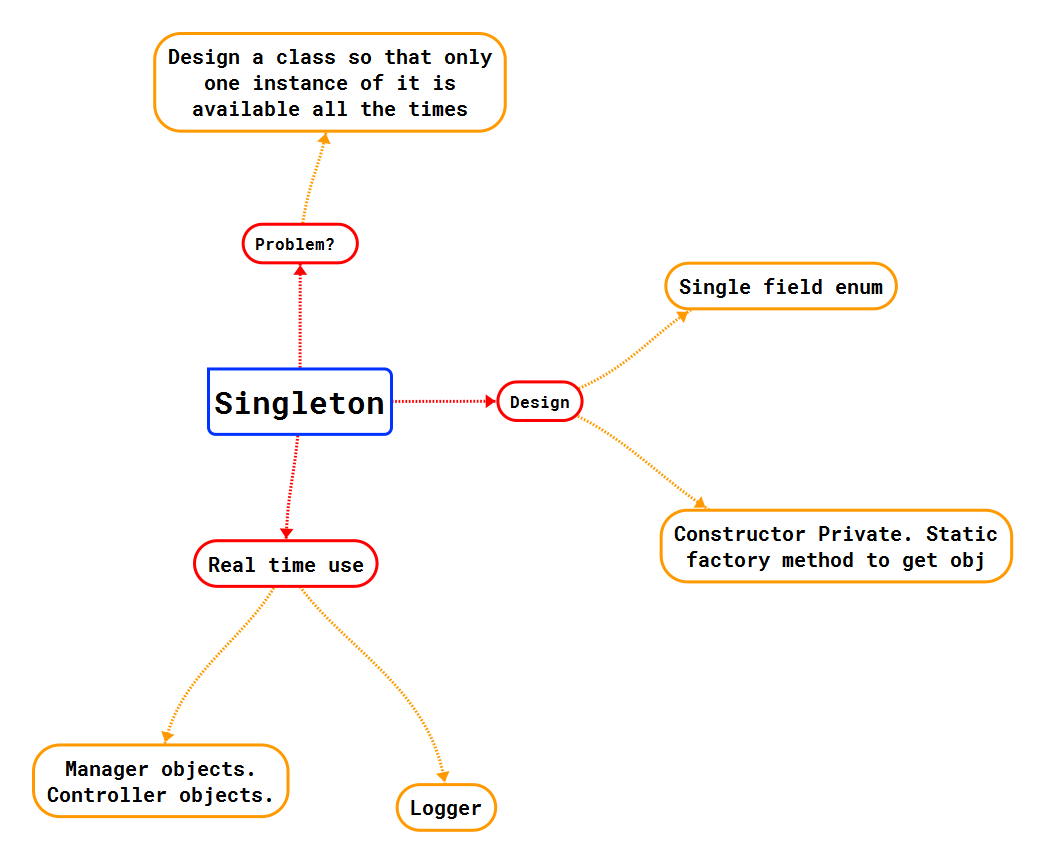 Design a class so that only
one instance of it is
available all the times
Problem?
Single field enum
Singleton
Design
Constructor Private. Static
factory method to get obj
Real time use
Manager objects.
Controller objects.
Logger